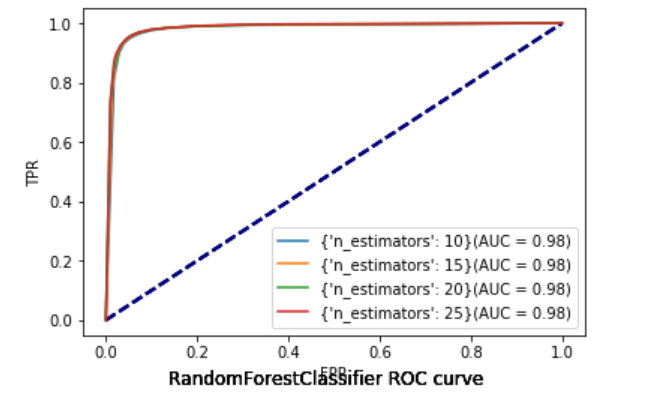 1.0
0.8
0.6
0.4
0.2
0.0
TPR
{'n_estimators': 10}(AUC = 0.98)
{'n_estimators': 15}(AUC = 0.98)
{'n_estimators': 20}(AUC = 0.98)
{'n_estimators': 25}(AUC = 0.98)
0.0 0.2 0.4 0.6 0.8 1.0
FPR
RandomForestClassifier ROC curve